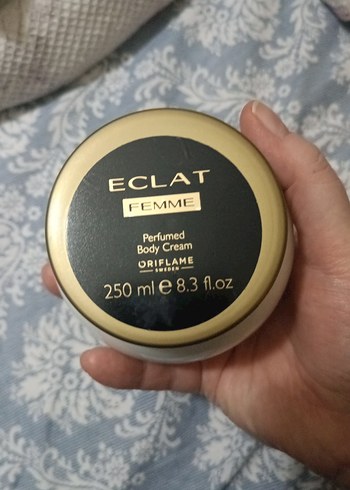 ECLAT
FEMME
Perfumed
Body Cream
ORIFLAME
SWEDEN
250 ml e 8.3 fl.oz